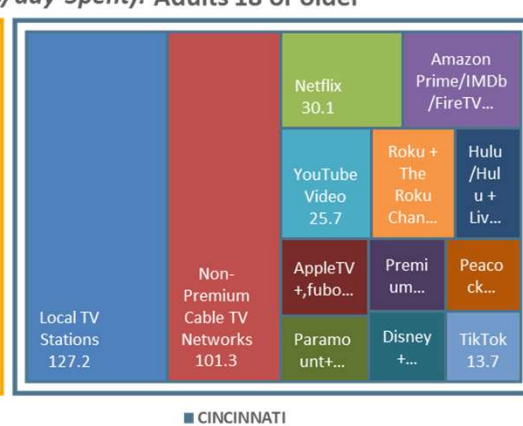 /day Spent): Adults 18 or older
Local TV
Stations
127.2
Non-
Premium
Cable TV
Networks
101.3
Netflix
30.1
Amazon
Prime/IMDb
/FireTV...
YouTube
Video
25.7
Roku +
The
Roku
Chan...
Hulu
/Hul
u +
Liv...
AppleTV
+,fubo...
Premi
um...
Peaco
ck...
Paramo
unt+...
Disney
+...
TikTok
13.7
CINCINNATI